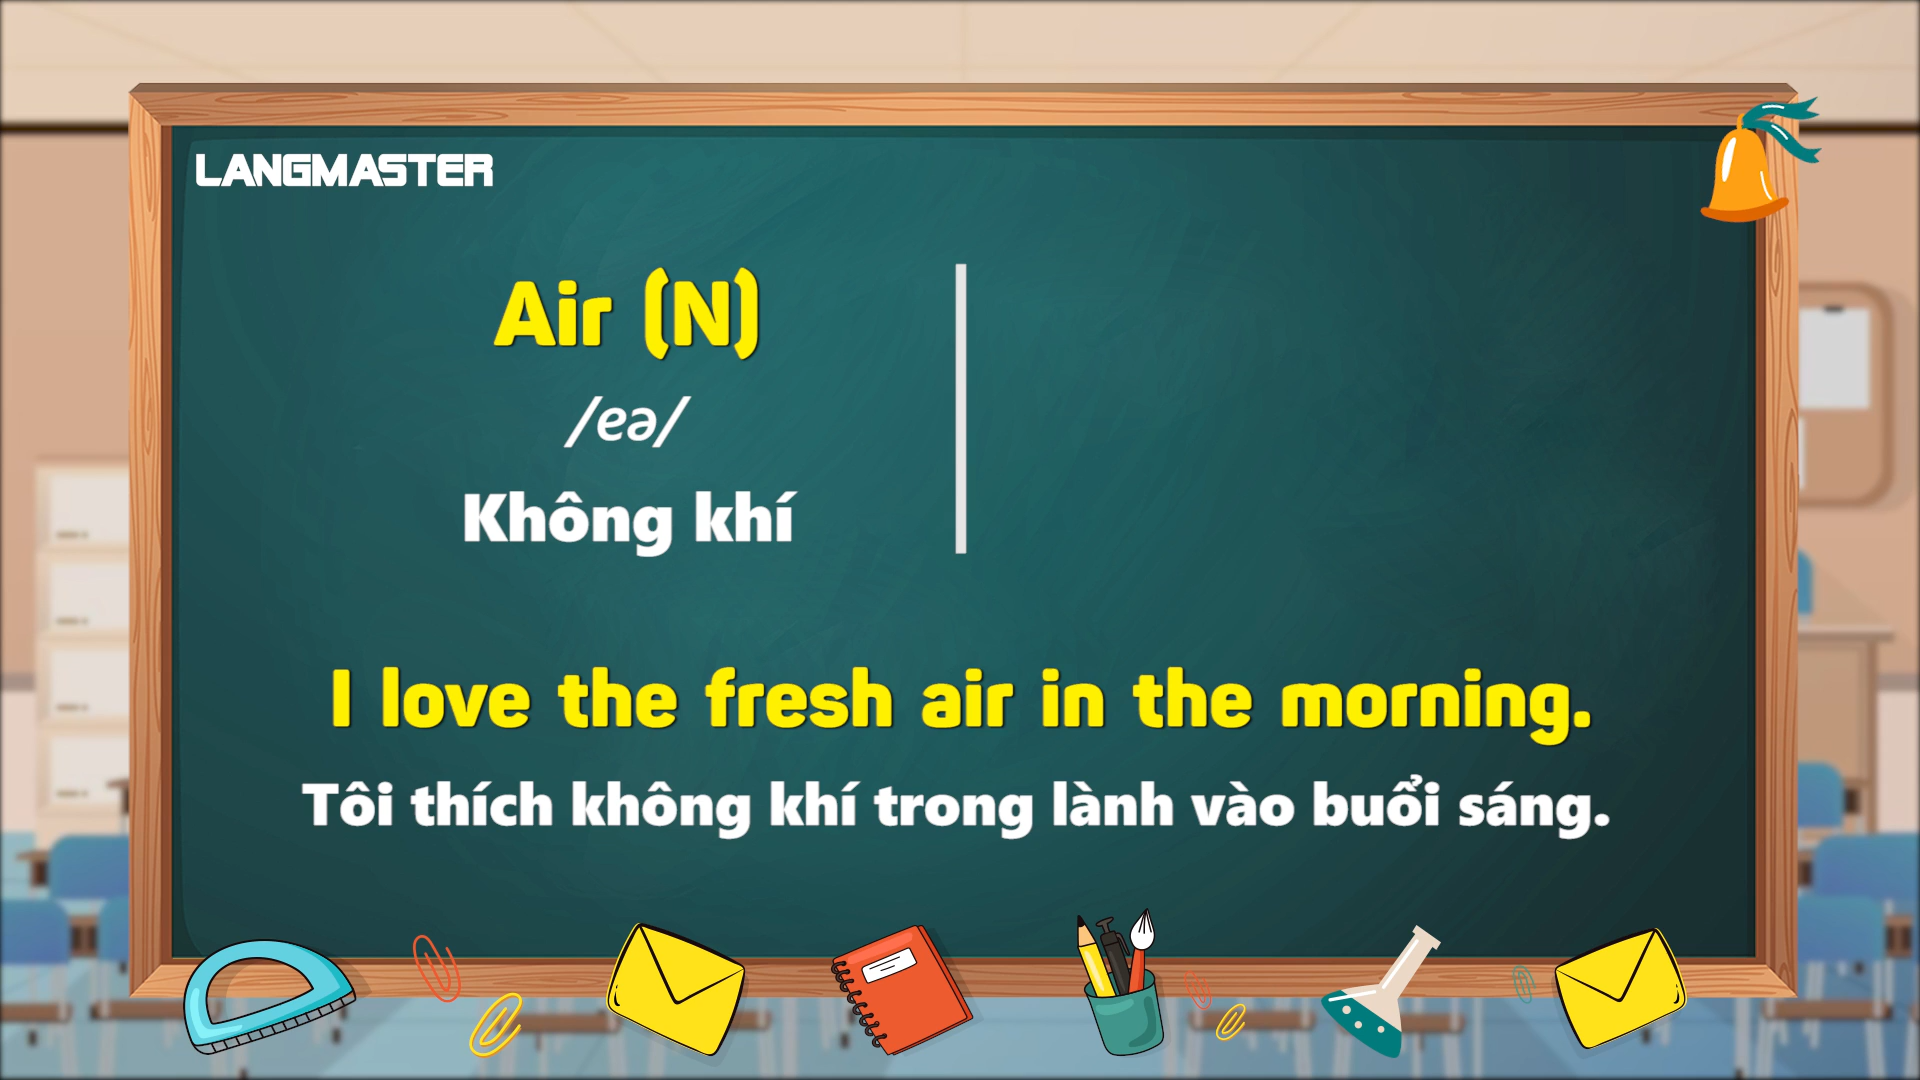 LANGMASTER
Air (N)
/eə/
Không khí
I love the fresh air in the morning.
Tôi thích không khí trong lành vào buổi sáng.